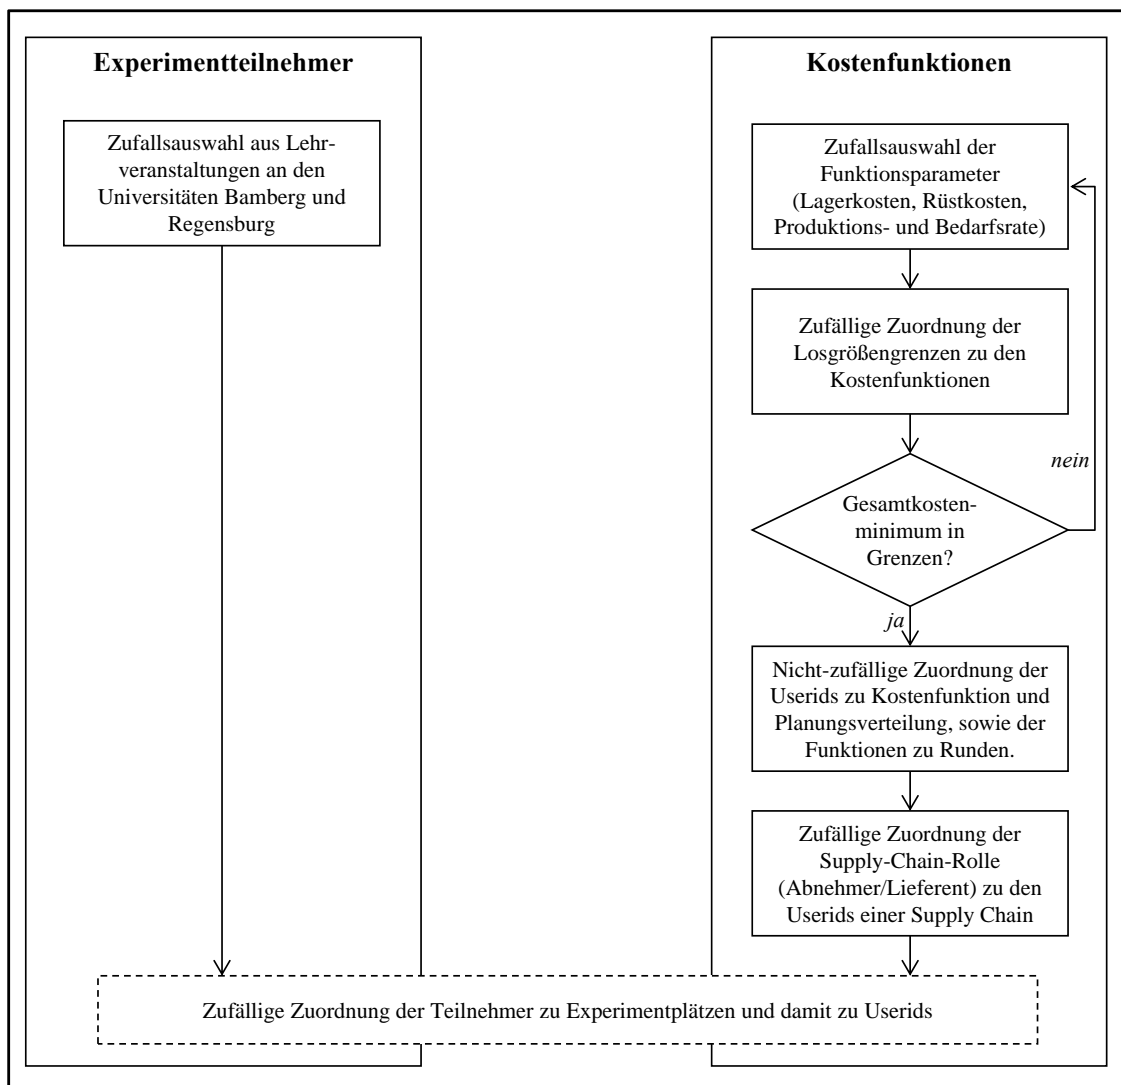 Experimentteilnehmer
Zufallsauswahl aus Lehr-
veranstaltungen an den
Universitäten Bamberg und
Regensburg
Kostenfunktionen
Zufallsauswahl der
Funktionsparameter
(Lagerkosten, Rüstkosten,
Produktions- und Bedarfsrate)
Zufällige Zuordnung der
Losgrößengrenzen zu den
Kostenfunktionen
nein
Gesamtkosten-
minimum in
Grenzen?
ja
Nicht-zufällige Zuordnung der
Userids zu Kostenfunktion und
Planungsverteilung, sowie der
Funktionen zu Runden.
Zufällige Zuordnung der
Supply-Chain-Rolle
(Abnehmer/Lieferent) zu den
Userids einer Supply Chain
Zufällige Zuordnung der Teilnehmer zu Experimentplätzen und damit zu Userids